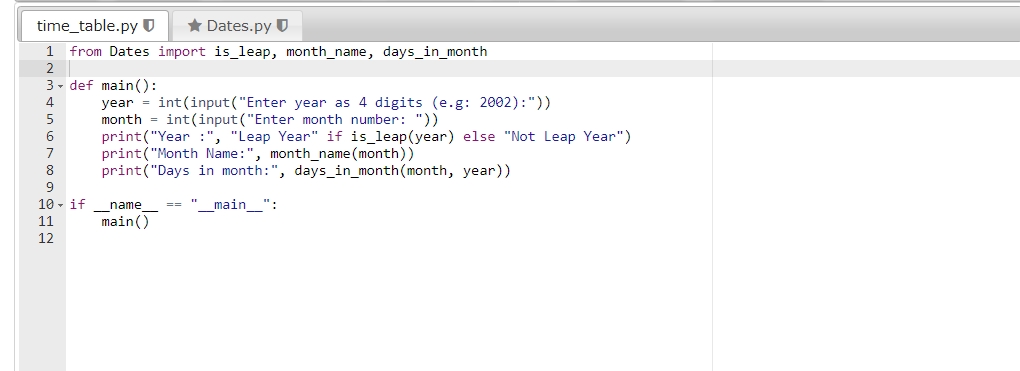 time_table.py Dates.py
1 from Dates import is_leap, month_name, days_in_month
2
3 def main():
4     year = int(input("Enter year as 4 digits (e.g: 2002):"))
5     month = int(input("Enter month number: "))
6     print("Year :", "Leap Year" if is_leap(year) else "Not Leap Year")
7     print("Month Name:", month_name(month))
8     print("Days in month:", days_in_month(month, year))
9
10 if __name__ == "__main__":
11     main()
12